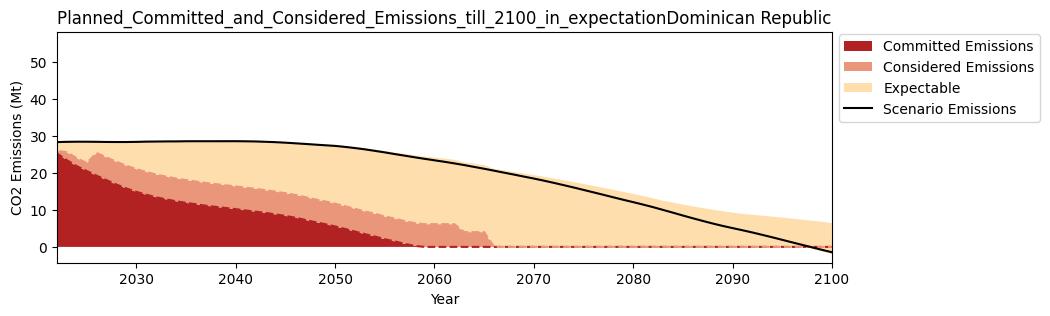 Planned_Committed_and_Considered_Emissions_till_2100_in_expectationDominican Republic
Committed Emissions
Considered Emissions
Expectable
Scenario Emissions
CO2 Emissions (Mt)
50
40
30
20
10
0
2030 2040 2050 2060 2070 2080 2090 2100
Year